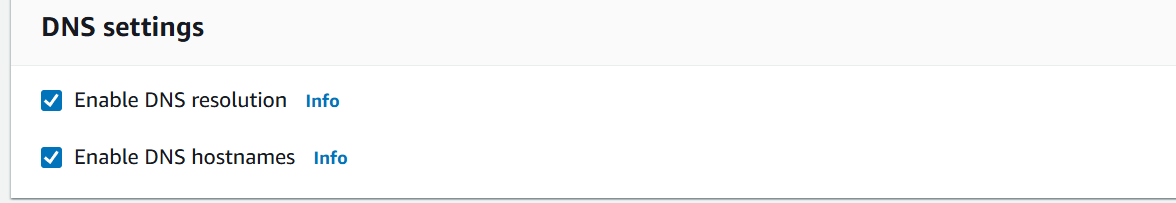 DNS settings
Enable DNS resolution Info
Enable DNS hostnames Info